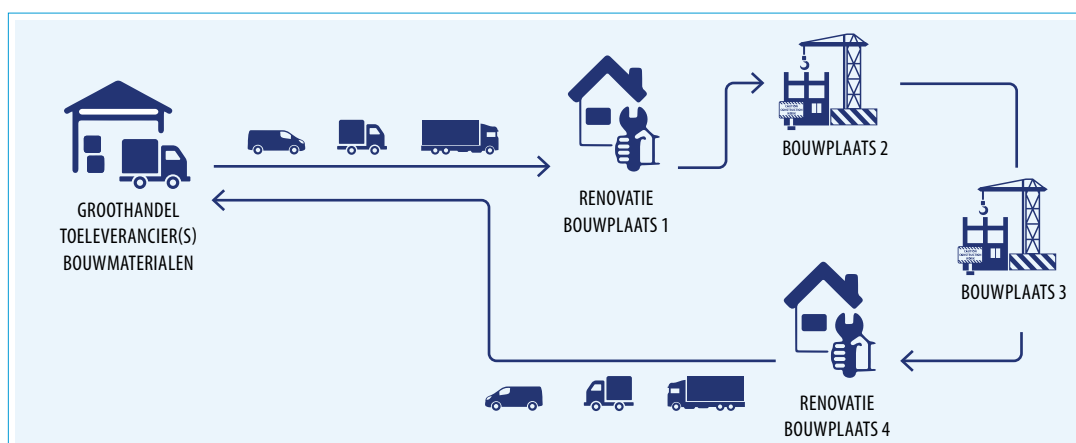 GROOTHANDEL
TOELEVERANCIER(S)
BOUWMATERIALEN
RENOVATIE
BOUWPLAATS 1
BOUWPLAATS 2
BOUWPLAATS 3
RENOVATIE
BOUWPLAATS 4